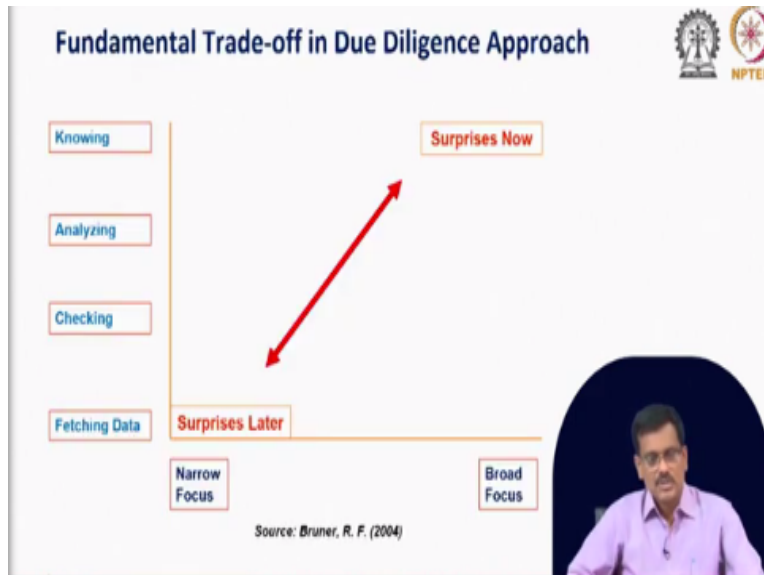 Fundamental Trade-off in Due Diligence Approach
NPTE
Knowing
Surprises Now
Analyzing
Checking
Fetching Data
Surprises Later
Narrow
Focus
Broad
Focus
Source: Bruner, R. F. (2004)